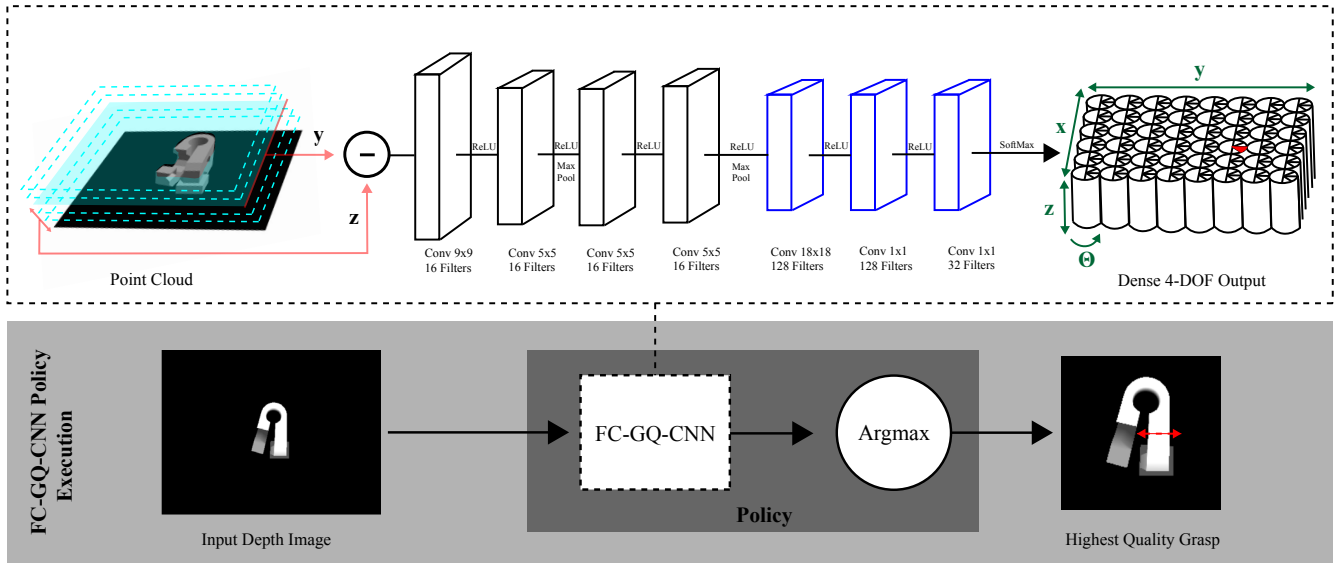 y
z
Point Cloud
-
ReLU
ReLU
Max
Pool
ReLU
ReLU
Max
Pool
ReLU
ReLU
SoftMax
Conv 9x9
16 Filters
Conv 5x5
16 Filters
Conv 5x5
16 Filters
Conv 5x5
16 Filters
Conv 18x18
128 Filters
Conv 1x1
128 Filters
Conv 1x1
32 Filters
y
x
z
Θ
Dense 4-DOF Output
FC-GQ-CNN Policy
Execution
Input Depth Image
FC-GQ-CNN
Argmax
Policy
Highest Quality Grasp